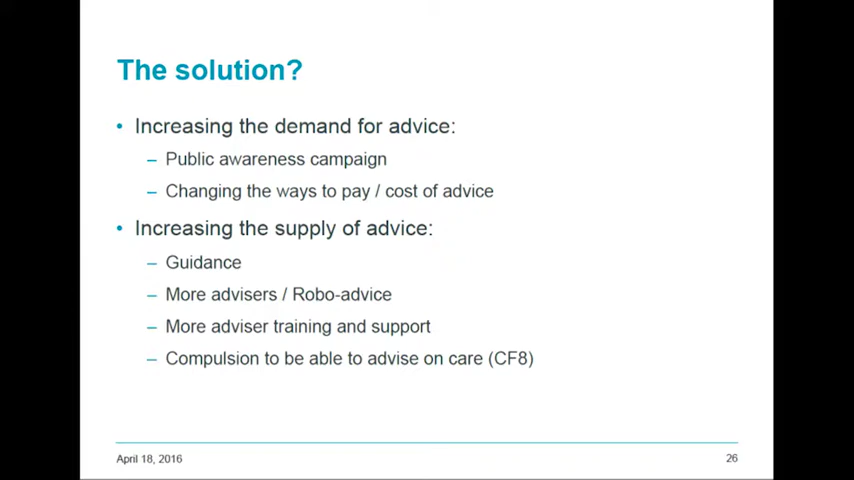 The solution?
• Increasing the demand for advice:
– Public awareness campaign
– Changing the ways to pay / cost of advice
• Increasing the supply of advice:
– Guidance
– More advisers / Robo-advice
– More adviser training and support
– Compulsion to be able to advise on care (CF8)
April 18, 2016
26